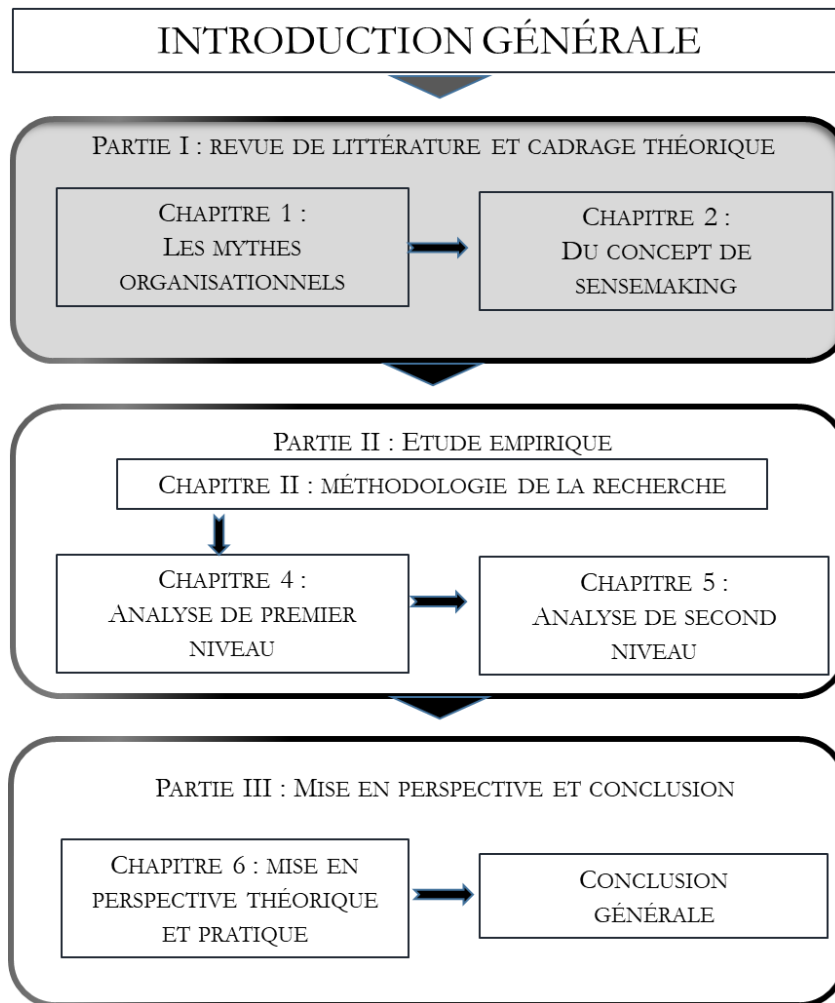 INTRODUCTION GÉNÉRALE
PARTIE I : REVUE DE LITTÉRATURE ET CADRAGE THÉORIQUE
CHAPITRE 1 :
LES MYTHES
ORGANISATIONNELS
CHAPITRE 2 :
DU CONCEPT DE
SENSEMAKING
PARTIE II : ETUDE EMPIRIQUE
CHAPITRE II : MÉTHODOLOGIE DE LA RECHERCHE
CHAPITRE 4 :
ANALYSE DE PREMIER
NIVEAU
CHAPITRE 5 :
ANALYSE DE SECOND
NIVEAU
PARTIE III : MISE EN PERSPECTIVE ET CONCLUSION
CHAPITRE 6 : MISE EN
PERSPECTIVE THÉORIQUE
ET PRATIQUE
CONCLUSION
GÉNÉRALE